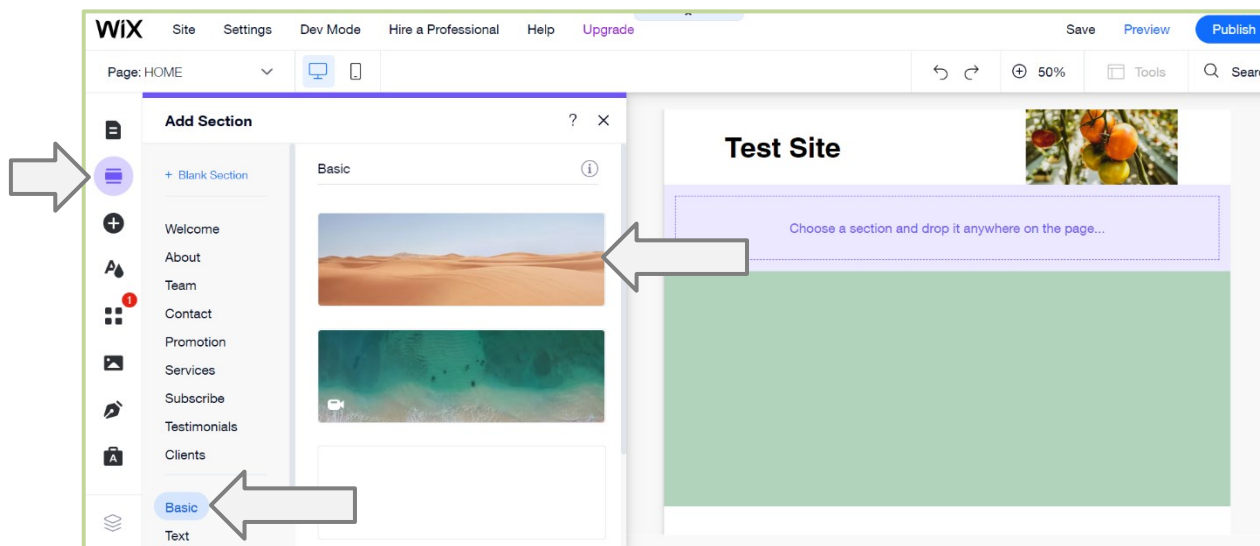 WiX Site Settings Dev Mode Hire a Professional Help Upgrade Save Preview Publish
Page: HOME 50% Tools Sear
Add Section ? ×
+ Blank Section
Basic
Welcome
About
Team
Contact
Promotion
Services
Subscribe
Testimonials
Clients
Basic
Text
A
1
A
Test Site
Choose a section and drop it anywhere on the page...